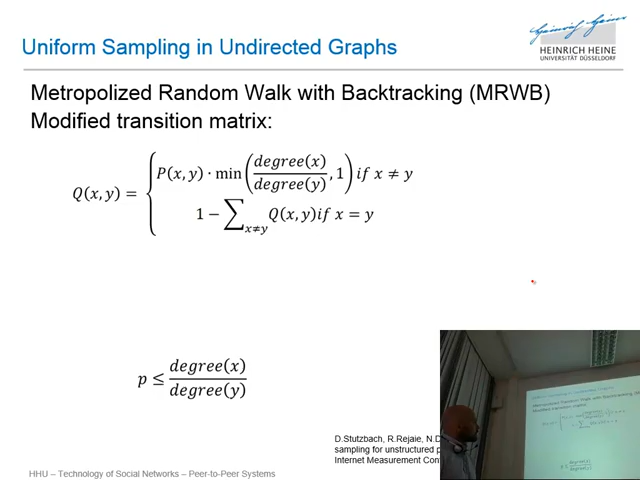 Uniform Sampling in Undirected Graphs
HEINRICH HEINE
UNIVERSITÄT DÜSSELDORF
Metropolized Random Walk with Backtracking (MRWB)
Modified transition matrix:
Q(x, y) = { P(x, y) · min ( degree(x) / degree(y) , 1 ) if x ≠ y
1 − ∑ x≠y Q(x, y) if x = y
p ≤ degree(x) / degree(y)
D.Stutzbach, R.Rejaie, N.D
sampling for unstructured p
Internet Measurement Con
HHU – Technology of Social Networks – Peer-to-Peer Systems